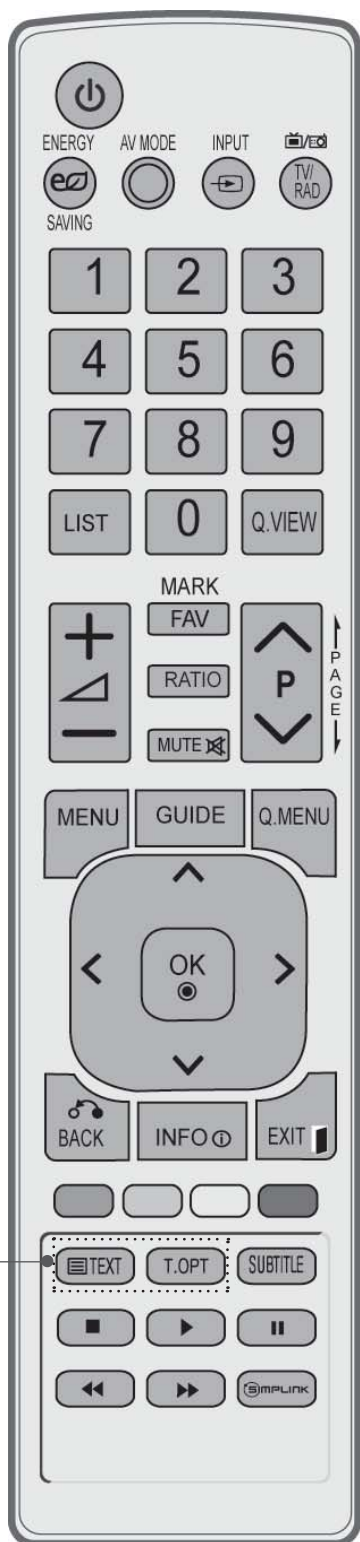 ENERGY AV MODE INPUT
TV/
RAD
SAVING
1 2 3
4 5 6
7 8 9
LIST 0 Q.VIEW
MARK
FAV
RATIO
P
PAGE
MUTE
MENU GUIDE Q.MENU
OK
BACK INFO EXIT
TEXT T.OPT SUBTITLE
SIMPLINK